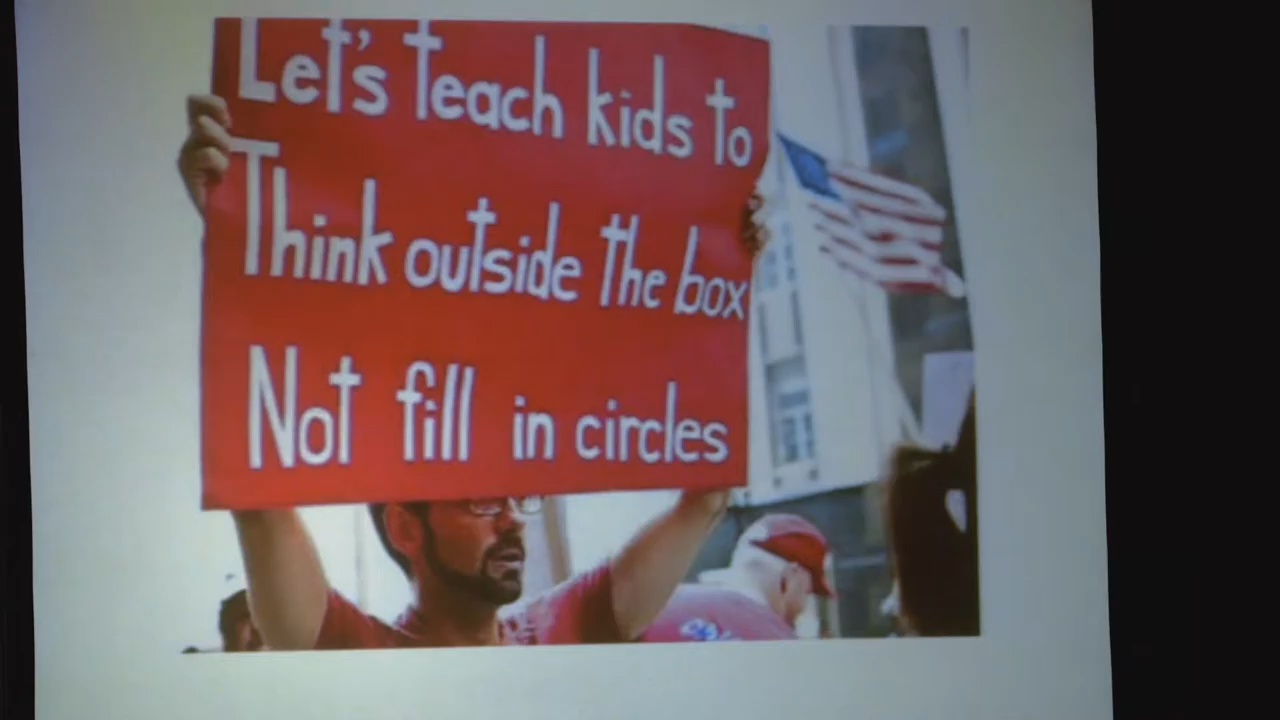 Let's teach kids to
Think outside the box
Not fill in circles